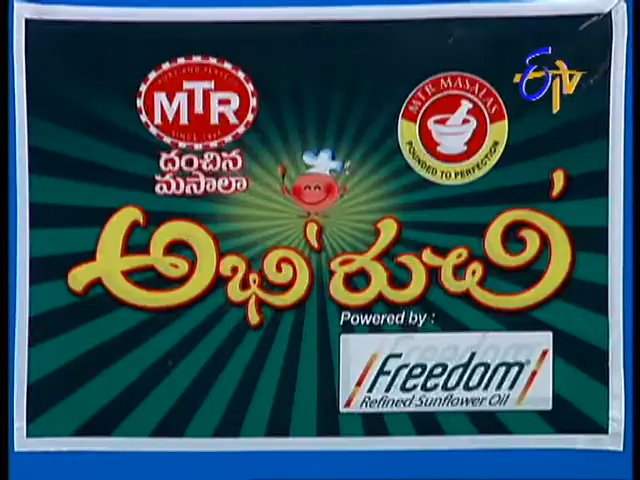 MTR
SINCE 1924
దంచిన
మసాలా
MTR MASALAS
POUNDED TO PERFECTION
ETV
అభిరుచి
Powered by :
Freedom
Refined Sunflower Oil